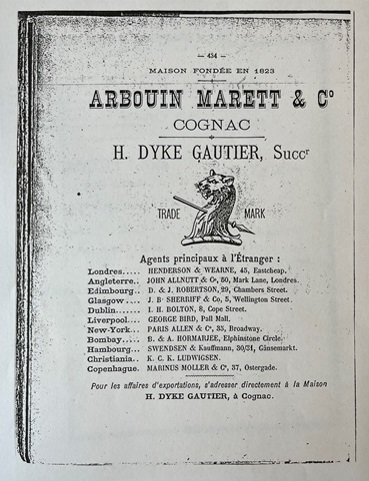 — 434 —
MAISON FONDÉE EN 1823
ARBOUIN MARETT & Cº
COGNAC
H. DYKE GAUTIER, Succʳ
TRADE MARK
Agents principaux à l'Étranger :
Londres..... HENDERSON & WEARNE, 45, Eastcheap.
Angleterre.. JOHN ALLNUTT & Cº, 50, Mark Lane, Londres.
Edimbourg.. D. & J. ROBERTSON, 29, Chambers Street.
Glasgow.... J. B. SHERRIFF & Co, 5, Wellington Street.
Dublin....... I. H. BOLTON, 8, Cope Street.
Liverpool.... GEORGE BIRD, Pall Mall.
New-York... PARIS ALLEN & Cº, 35, Broadway.
Bombay..... B. & A. HORMARJEE, Elphinstone Circle.
Hambourg... SWENDSEN & Kauffmann, 30/31, Gänsemarkt.
Christiania.. K. C. K. LUDWIGSEN.
Copenhague. MARINUS MOLLER & Cº, 37, Ostergade.
Pour les affaires d'exportations, s'adresser directement à la Maison
H. DYKE GAUTIER, à Cognac.